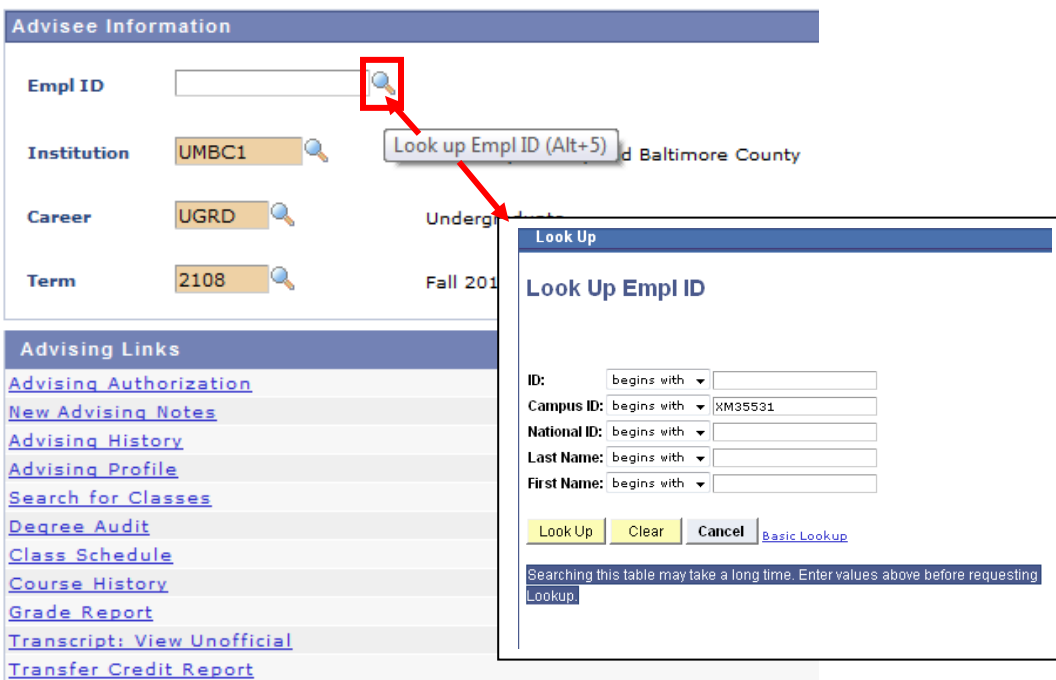 Advisee Information
Empl ID
Look up Empl ID (Alt+5)
Institution UMBC1 d Baltimore County
Career UGRD
Term 2108 Fall 201
Advising Links
Advising Authorization
New Advising Notes
Advising History
Advising Profile
Search for Classes
Degree Audit
Class Schedule
Course History
Grade Report
Transcript: View Unofficial
Transfer Credit Report
Look Up
Look Up Empl ID
ID: begins with
Campus ID: begins with XM35531
National ID: begins with
Last Name: begins with
First Name: begins with
Look Up Clear Cancel Basic Lookup
Searching this table may take a long time. Enter values above before requesting
Lookup.